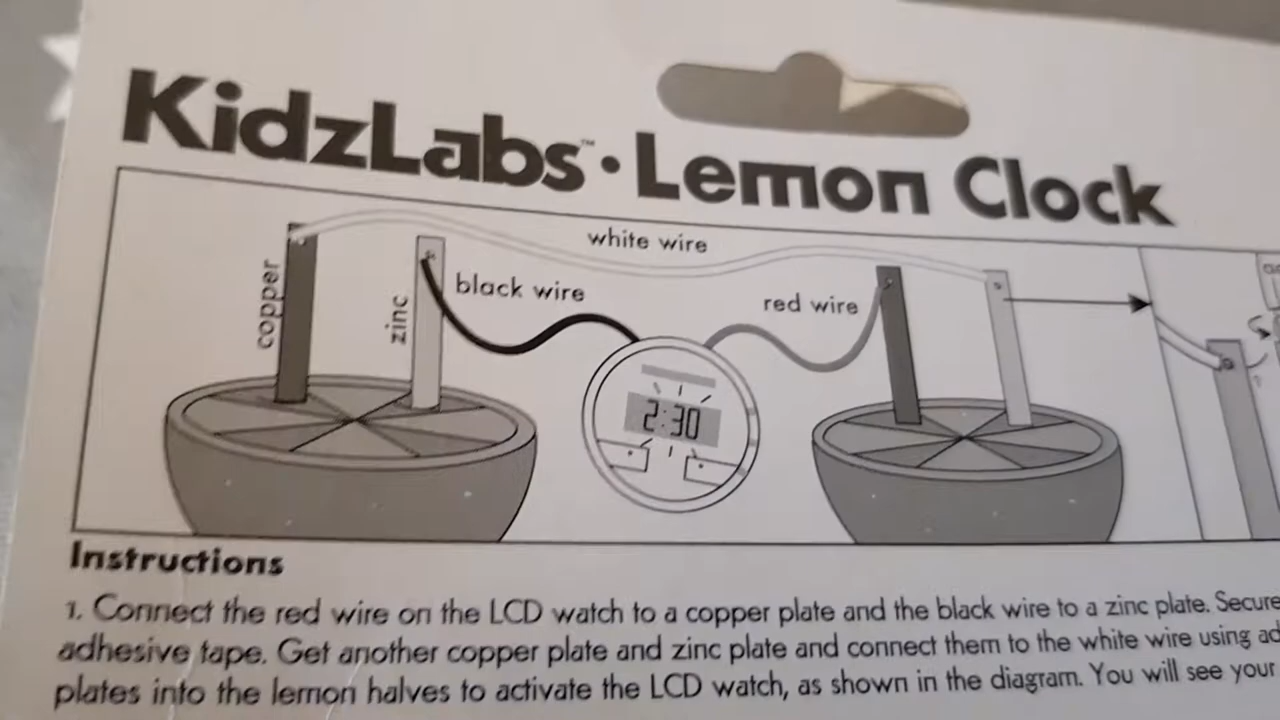 KidzLabs™·Lemon Clock
white wire
copper
zinc
black wire
red wire
2:30
Instructions
1. Connect the red wire on the LCD watch to a copper plate and the black wire to a zinc plate. Secure
adhesive tape. Get another copper plate and zinc plate and connect them to the white wire using ad
plates into the lemon halves to activate the LCD watch, as shown in the diagram. You will see your